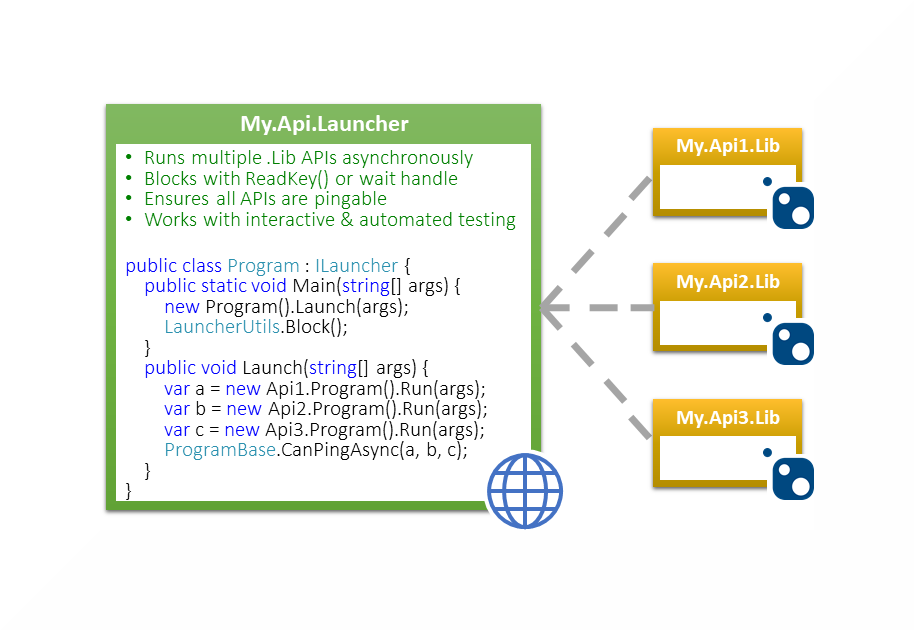 My.Api.Launcher
• Runs multiple .Lib APIs asynchronously
• Blocks with ReadKey() or wait handle
• Ensures all APIs are pingable
• Works with interactive & automated testing
public class Program : ILauncher {
public static void Main(string[] args) {
new Program().Launch(args);
LauncherUtils.Block();
}
public void Launch(string[] args) {
var a = new Api1.Program().Run(args);
var b = new Api2.Program().Run(args);
var c = new Api3.Program().Run(args);
ProgramBase.CanPingAsync(a, b, c);
}
}
My.Api1.Lib
My.Api2.Lib
My.Api3.Lib